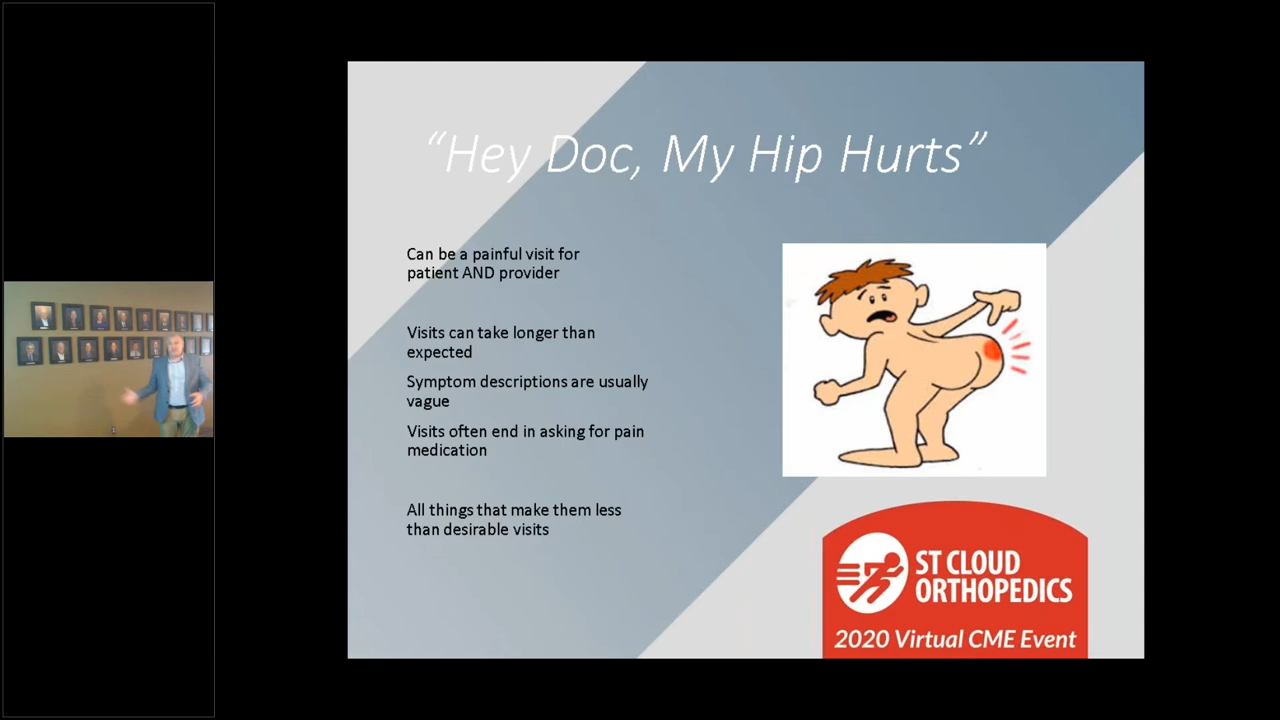 “Hey Doc, My Hip Hurts”
Can be a painful visit for
patient AND provider
Visits can take longer than
expected
Symptom descriptions are usually
vague
Visits often end in asking for pain
medication
All things that make them less
than desirable visits
ST CLOUD
ORTHOPEDICS
2020 Virtual CME Event